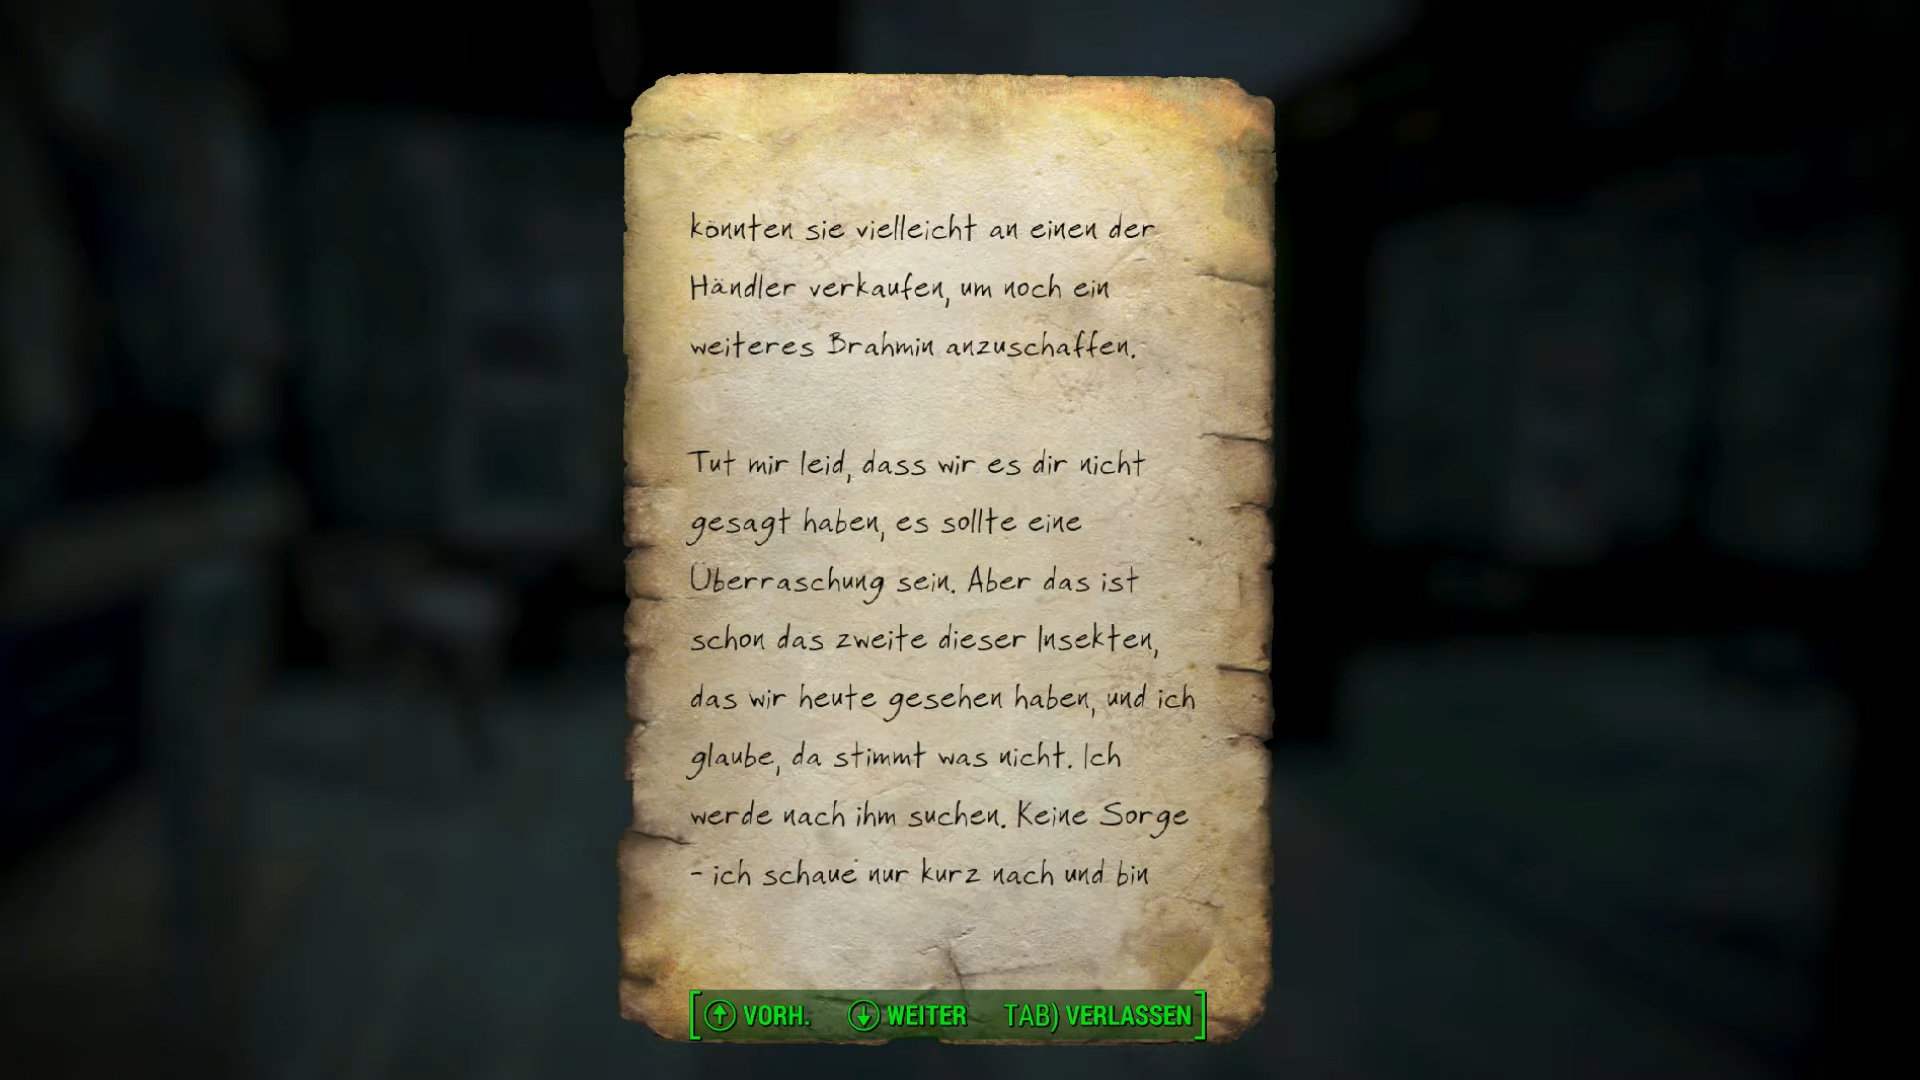 könnten sie vielleicht an einen der
Händler verkaufen, um noch ein
weiteres Brahmin anzuschaffen.
Tut mir leid, dass wir es dir nicht
gesagt haben, es sollte eine
Überraschung sein. Aber das ist
schon das zweite dieser Insekten,
das wir heute gesehen haben, und ich
glaube, da stimmt was nicht. Ich
werde nach ihm suchen. Keine Sorge
- ich schaue nur kurz nach und bin
VORH. WEITER TAB) VERLASSEN